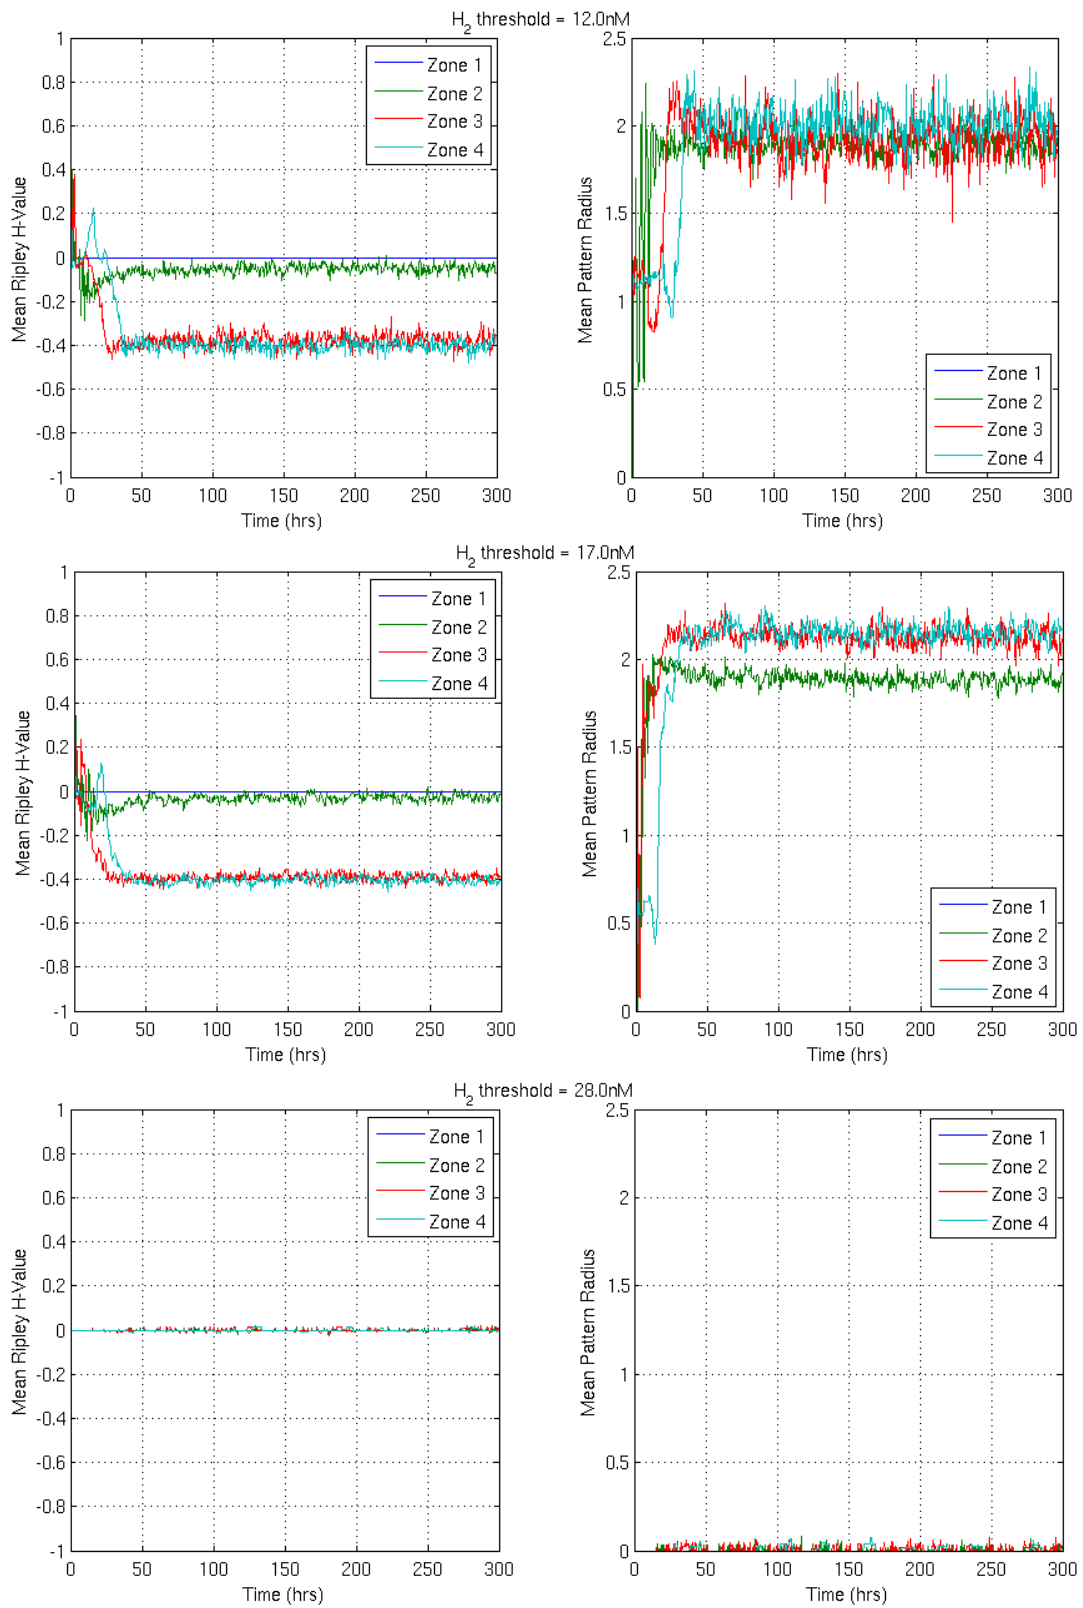 H2 threshold = 12.0nM
Mean Ripley H-Value
1
0.8
0.6
0.4
0.2
0
-0.2
-0.4
-0.6
-0.8
-1
Zone 1
Zone 2
Zone 3
Zone 4
0 50 100 150 200 250 300
Time (hrs)
Mean Pattern Radius
2.5
2
1.5
1
0.5
0
Zone 1
Zone 2
Zone 3
Zone 4
0 50 100 150 200 250 300
Time (hrs)
H2 threshold = 17.0nM
Mean Ripley H-Value
1
0.8
0.6
0.4
0.2
0
-0.2
-0.4
-0.6
-0.8
-1
Zone 1
Zone 2
Zone 3
Zone 4
0 50 100 150 200 250 300
Time (hrs)
Mean Pattern Radius
2.5
2
1.5
1
0.5
0
Zone 1
Zone 2
Zone 3
Zone 4
0 50 100 150 200 250 300
Time (hrs)
H2 threshold = 28.0nM
Mean Ripley H-Value
1
0.8
0.6
0.4
0.2
0
-0.2
-0.4
-0.6
-0.8
-1
Zone 1
Zone 2
Zone 3
Zone 4
0 50 100 150 200 250 300
Time (hrs)
Mean Pattern Radius
2.5
2
1.5
1
0.5
0
Zone 1
Zone 2
Zone 3
Zone 4
0 50 100 150 200 250 300
Time (hrs)